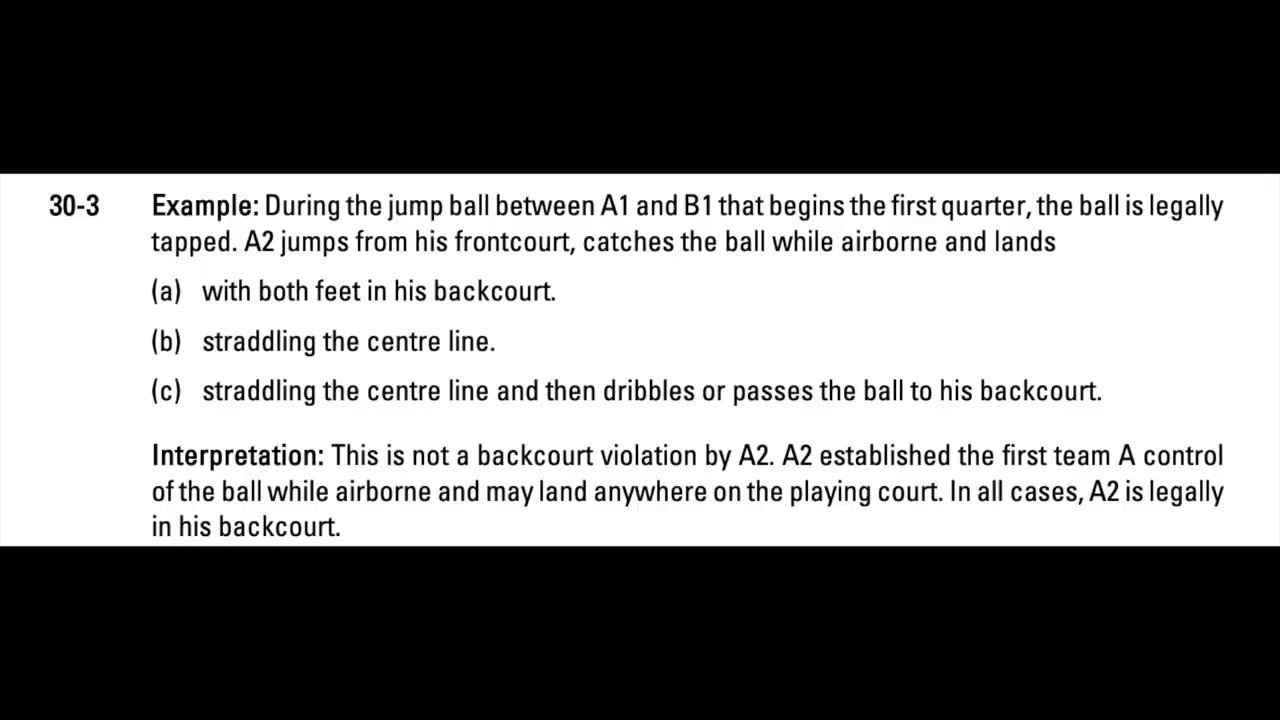 30-3 Example: During the jump ball between A1 and B1 that begins the first quarter, the ball is legally
tapped. A2 jumps from his frontcourt, catches the ball while airborne and lands
(a) with both feet in his backcourt.
(b) straddling the centre line.
(c) straddling the centre line and then dribbles or passes the ball to his backcourt.
Interpretation: This is not a backcourt violation by A2. A2 established the first team A control
of the ball while airborne and may land anywhere on the playing court. In all cases, A2 is legally
in his backcourt.